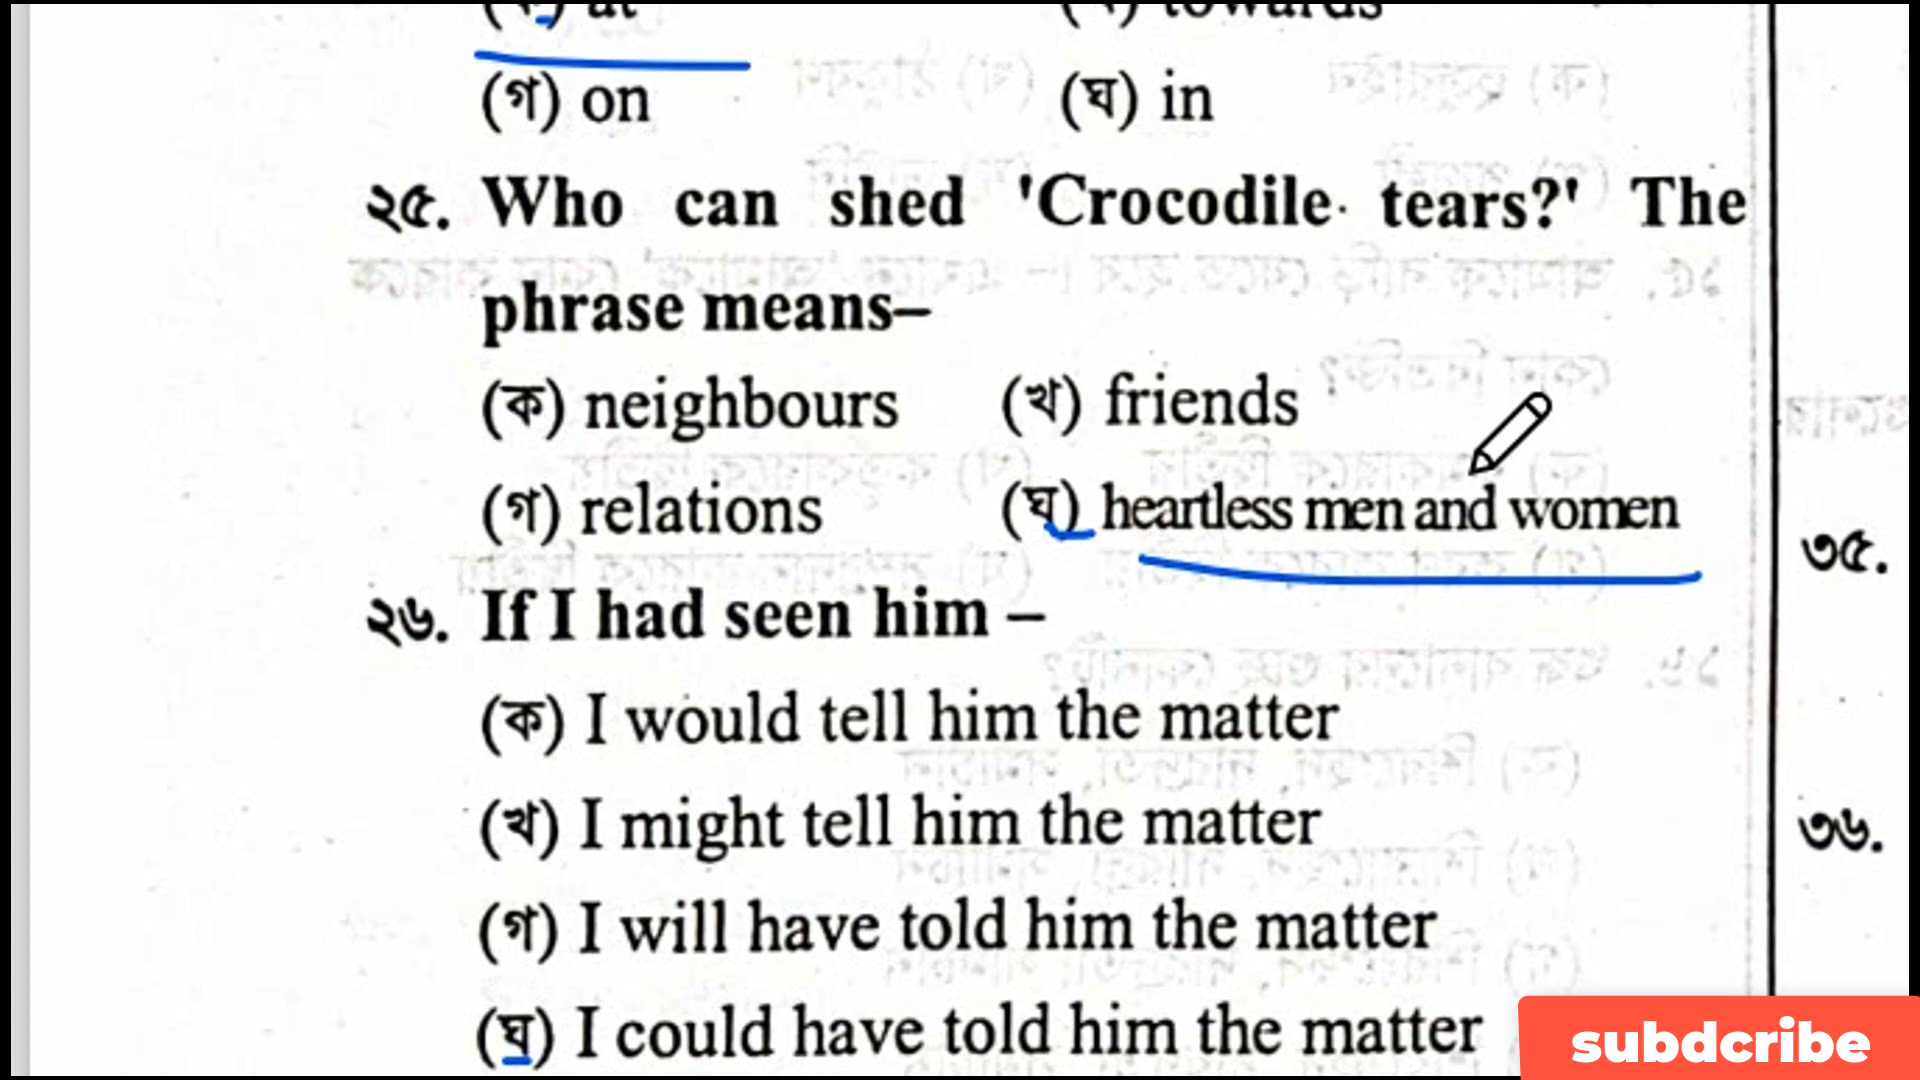 (ক) at
towards
(গ) on (ঘ) in
২৫. Who can shed 'Crocodile tears?' The
phrase means–
(ক) neighbours (খ) friends
(গ) relations (ঘ) heartless men and women
২৬. If I had seen him –
(ক) I would tell him the matter
(খ) I might tell him the matter
(গ) I will have told him the matter
(ঘ) I could have told him the matter
৩৫.
৩৬.
subdcribe